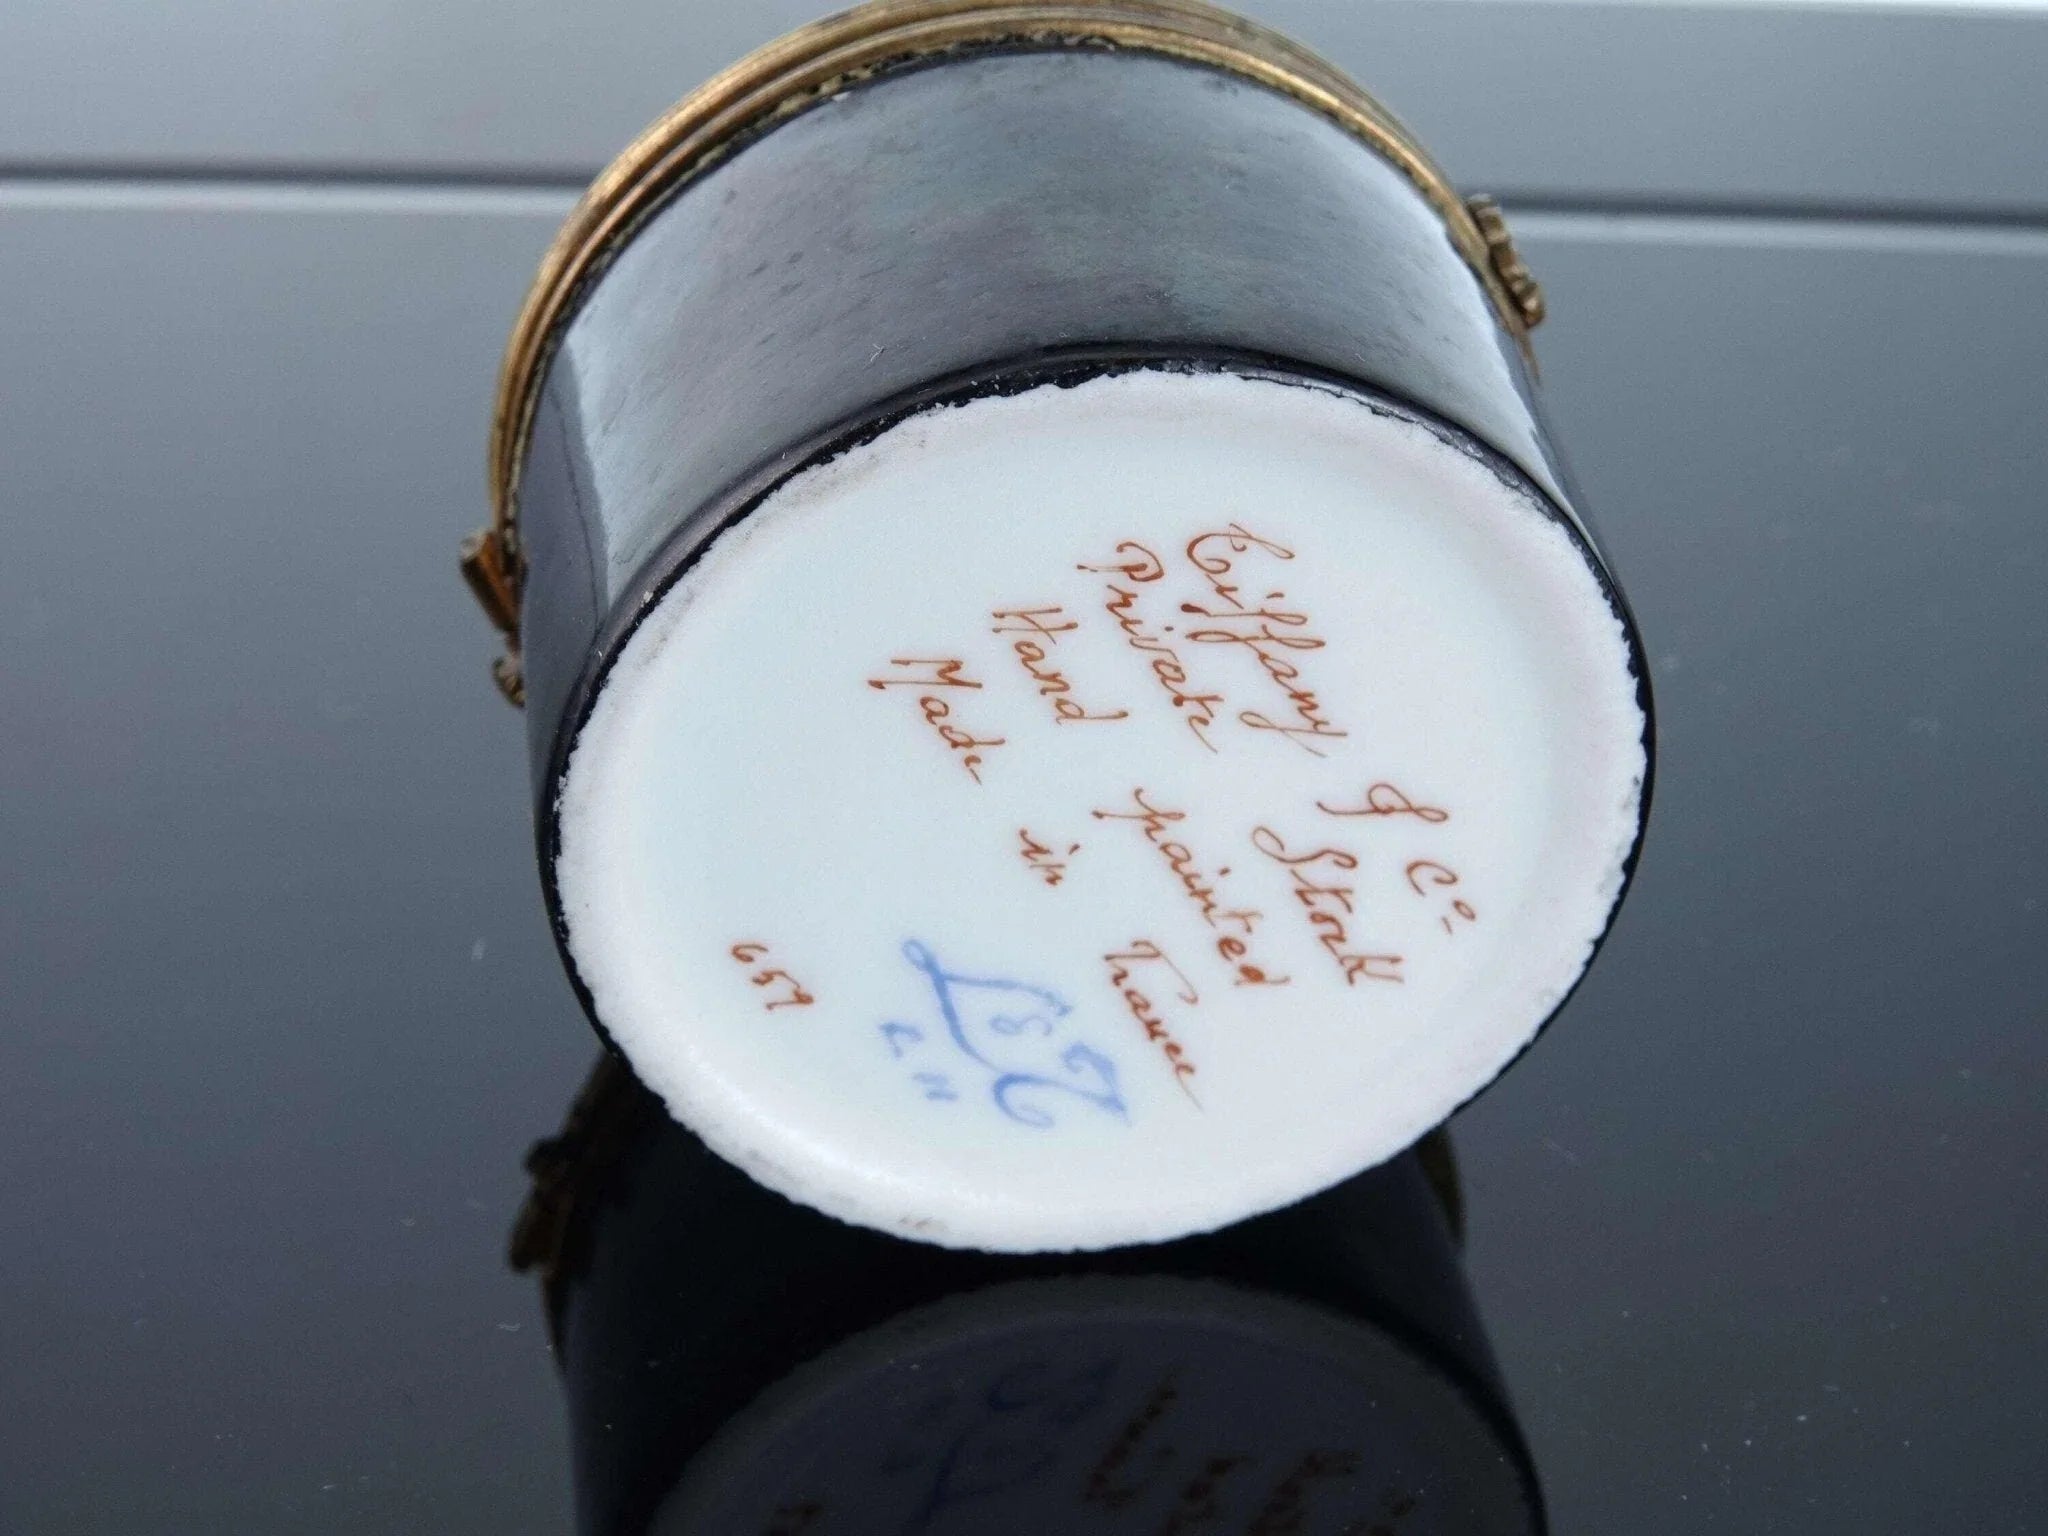 Tiffany & Co.
Private Stock
Hand painted
Made in France
659